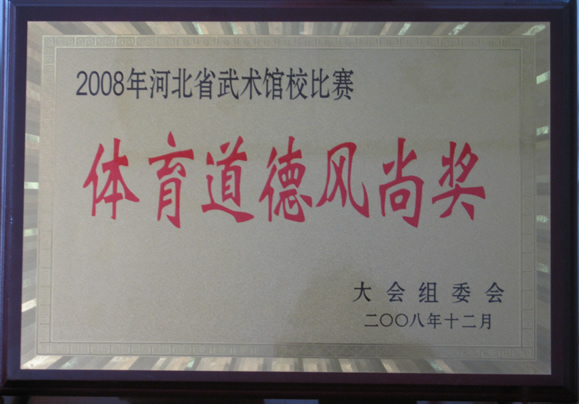 2008年河北省武术馆校比赛
体育道德风尚奖
大会组委会
二〇〇八年十二月